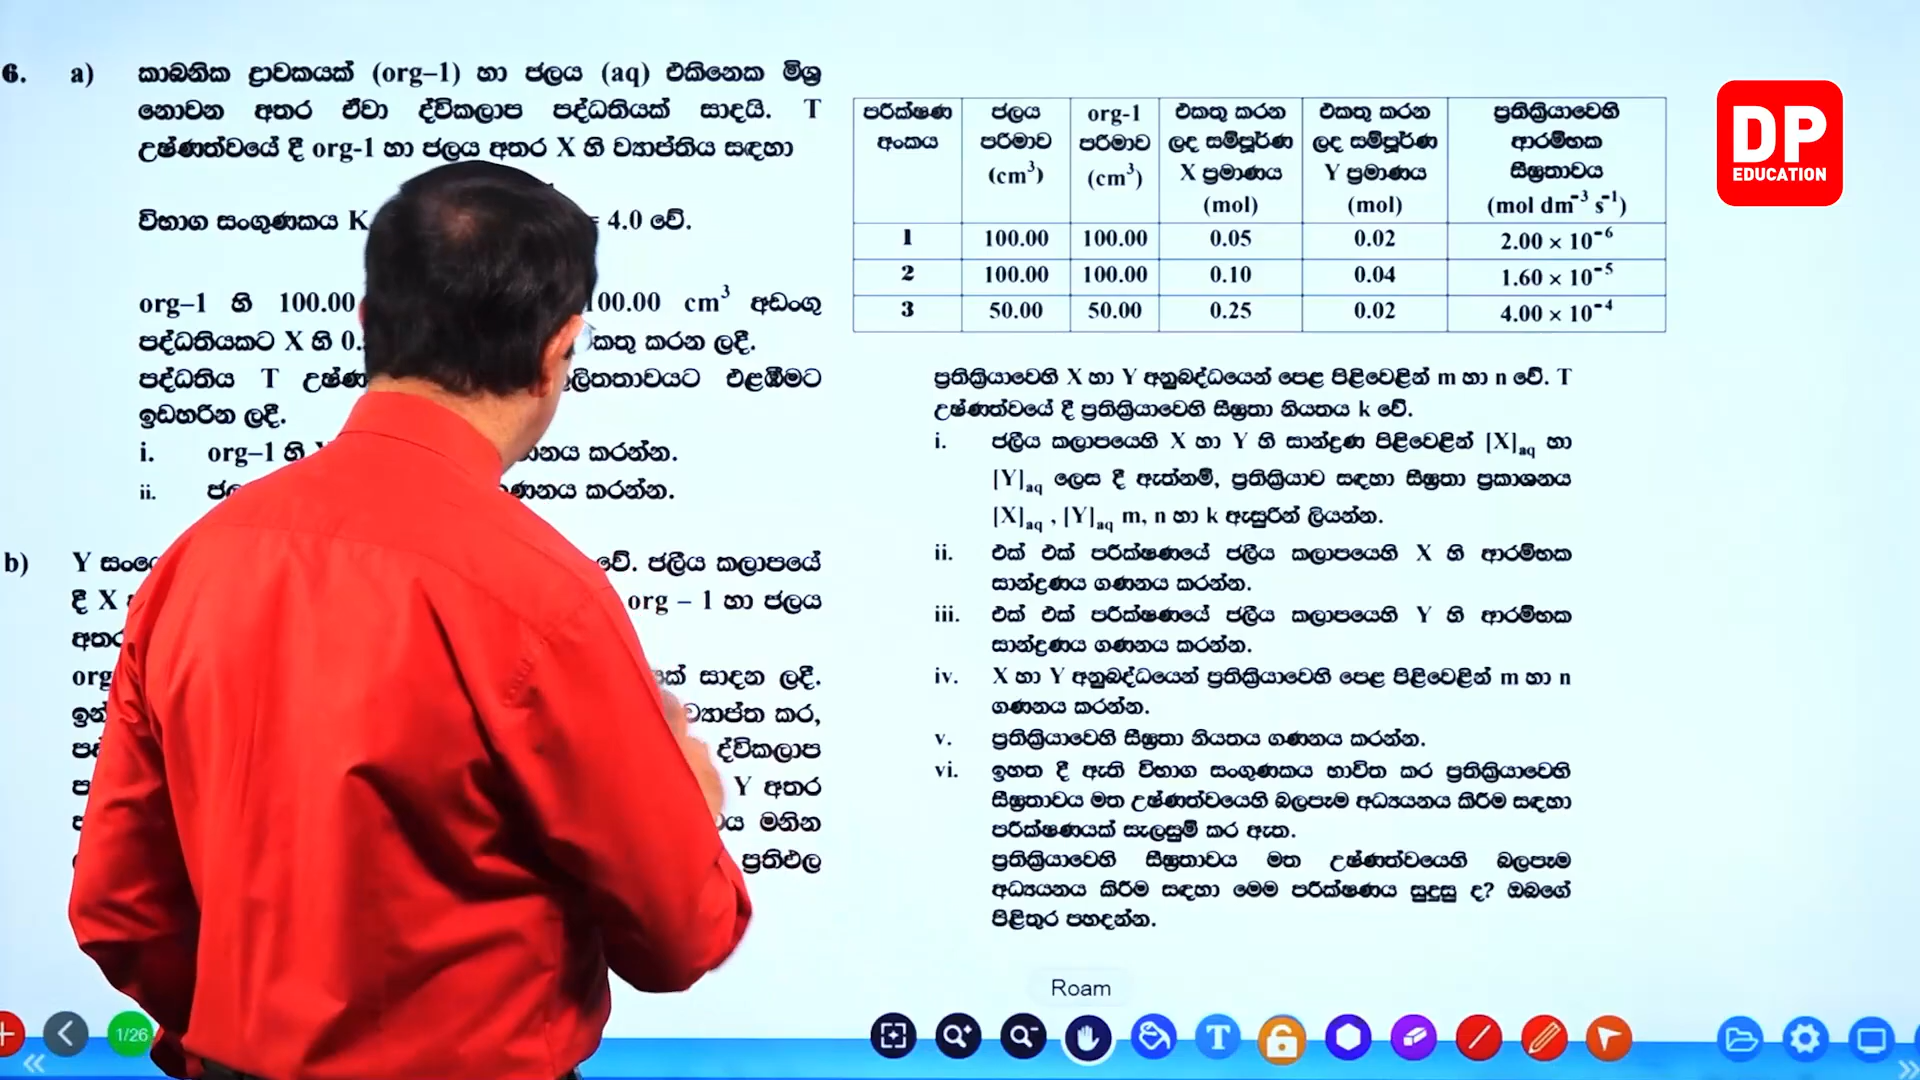 6. a) කාබනික ද්‍රාවකයක් (org–1) හා ජලය (aq) එකිනෙක මිශ්‍ර
නොවන අතර ඒවා ද්විකලාප පද්ධතියක් සාදයි. T
උෂ්ණත්වයේ දී org-1 හා ජලය අතර X හි ව්‍යාප්තිය සඳහා
විභාග සංගුණකය K = 4.0 වේ.
org–1 හි 100.00 100.00 cm³ අඩංගු
පද්ධතියකට X හි 0. එකතු කරන ලදී.
පද්ධතිය T එළඹීමට
ඉඩහරින ලදී.
i. org–1 හි කරන්න.
ii. කරන්න.
b) Y වේ. ජලීය කලාපයේ
දී X org – 1 හා ජලය
අතර
org සාදන ලදී.
ව්‍යාප්ත කර,
ද්විකලාප
Y අතර
මනින
ප්‍රතිඵල
පරීක්ෂණ අංකය
ජලය පරිමාව (cm³)
org-1 පරිමාව (cm³)
එකතු කරන ලද සම්පූර්ණ X ප්‍රමාණය (mol)
එකතු කරන ලද සම්පූර්ණ Y ප්‍රමාණය (mol)
ප්‍රතික්‍රියාවෙහි ආරම්භක සීඝ්‍රතාවය (mol dm⁻³ s⁻¹)
1 100.00 100.00 0.05 0.02 2.00 × 10⁻⁶
2 100.00 100.00 0.10 0.04 1.60 × 10⁻⁵
3 50.00 50.00 0.25 0.02 4.00 × 10⁻⁴
ප්‍රතික්‍රියාවෙහි X හා Y අනුබද්ධයෙන් පෙළ පිළිවෙළින් m හා n වේ. T
උෂ්ණත්වයේ දී ප්‍රතික්‍රියාවෙහි සීඝ්‍රතා නියතය k වේ.
i. ජලීය කලාපයෙහි X හා Y හි සාන්ද්‍රණ පිළිවෙළින් [X]aq හා
[Y]aq ලෙස දී ඇත්නම්, ප්‍රතික්‍රියාව සඳහා සීඝ්‍රතා ප්‍රකාශනය
[X]aq , [Y]aq m, n හා k ඇසුරින් ලියන්න.
ii. එක් එක් පරීක්ෂණයේ ජලීය කලාපයෙහි X හි ආරම්භක
සාන්ද්‍රණය ගණනය කරන්න.
iii. එක් එක් පරීක්ෂණයේ ජලීය කලාපයෙහි Y හි ආරම්භක
සාන්ද්‍රණය ගණනය කරන්න.
iv. X හා Y අනුබද්ධයෙන් ප්‍රතික්‍රියාවෙහි පෙළ පිළිවෙළින් m හා n
ගණනය කරන්න.
v. ප්‍රතික්‍රියාවෙහි සීඝ්‍රතා නියතය ගණනය කරන්න.
vi. ඉහත දී ඇති විභාග සංගුණකය භාවිත කර ප්‍රතික්‍රියාවෙහි
සීඝ්‍රතාවය මත උෂ්ණත්වයෙහි බලපෑම අධ්‍යයනය කිරීම සඳහා
පරීක්ෂණයක් සැලසුම් කර ඇත.
ප්‍රතික්‍රියාවෙහි සීඝ්‍රතාවය මත උෂ්ණත්වයෙහි බලපෑම
අධ්‍යයනය කිරීම සඳහා මෙම පරීක්ෂණය සුදුසු ද? ඔබගේ
පිළිතුර පහදන්න.
DP
EDUCATION
Roam
1/26
T